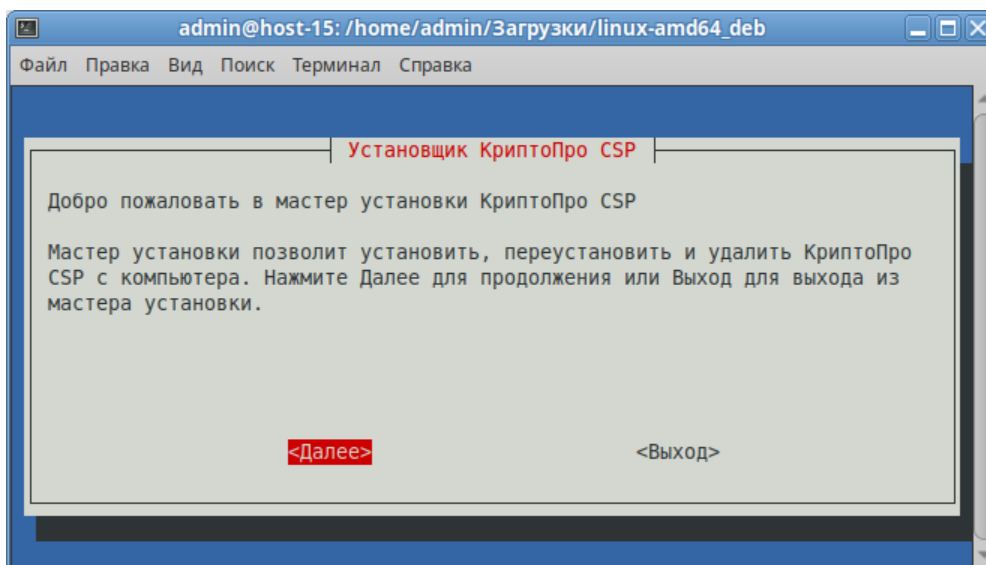 admin@host-15: /home/admin/Загрузки/linux-amd64_deb
Файл Правка Вид Поиск Терминал Справка
Установщик КриптоПро CSP
Добро пожаловать в мастер установки КриптоПро CSP
Мастер установки позволит установить, переустановить и удалить КриптоПро
CSP с компьютера. Нажмите Далее для продолжения или Выход для выхода из
мастера установки.
<Далее> <Выход>